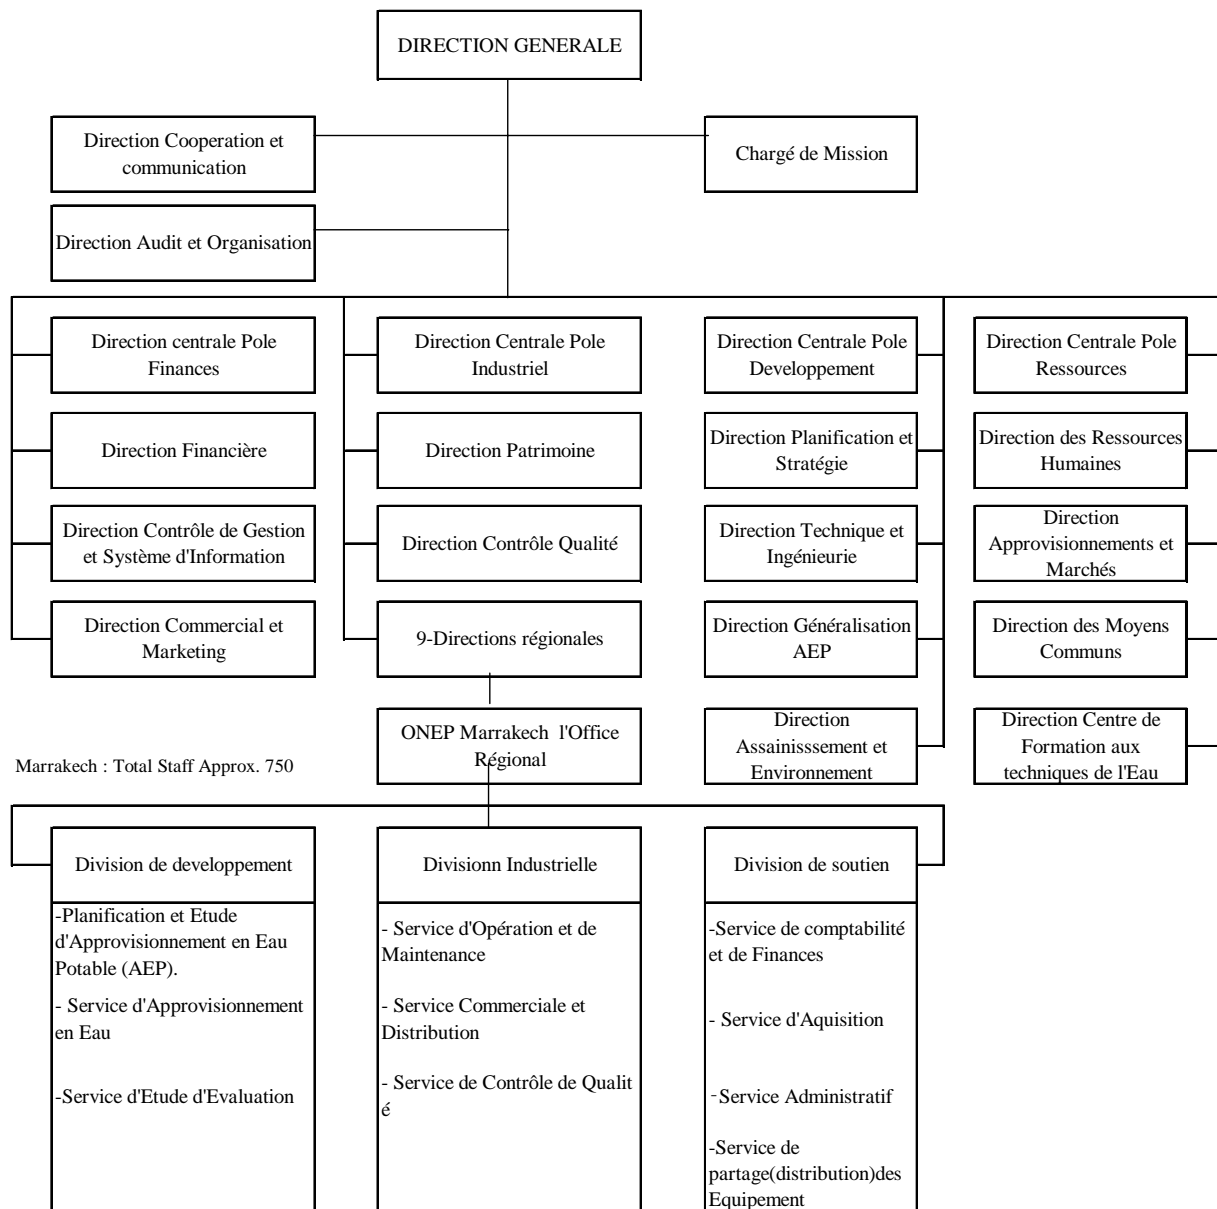 DIRECTION GENERALE
Direction Cooperation et
communication
Chargé de Mission
Direction Audit et Organisation
Direction centrale Pole
Finances
Direction Centrale Pole
Industriel
Direction Centrale Pole
Developpement
Direction Centrale Pole
Ressources
Direction Financière
Direction Patrimoine
Direction Planification et
Stratégie
Direction des Ressources
Humaines
Direction Contrôle de Gestion
et Système d'Information
Direction Contrôle Qualité
Direction Technique et
Ingénieurie
Direction
Approvisionnements et
Marchés
Direction Commercial et
Marketing
9-Directions régionales
Direction Généralisation
AEP
Direction des Moyens
Communs
ONEP Marrakech  l'Office
Régional
Direction
Assainisssement et
Environnement
Direction Centre de
Formation aux
techniques de l'Eau
Marrakech : Total Staff Approx. 750
Division de developpement
-Planification et Etude
d'Approvisionnement en Eau
Potable (AEP).
- Service d'Approvisionnement
en Eau
-Service d'Etude d'Evaluation
Divisionn Industrielle
- Service d'Opération et de
Maintenance
- Service Commerciale et
Distribution
- Service de Contrôle de Qualit
é
Division de soutien
-Service de comptabilité
et de Finances
- Service d'Aquisition
-Service Administratif
-Service de
partage(distribution)des
Equipement